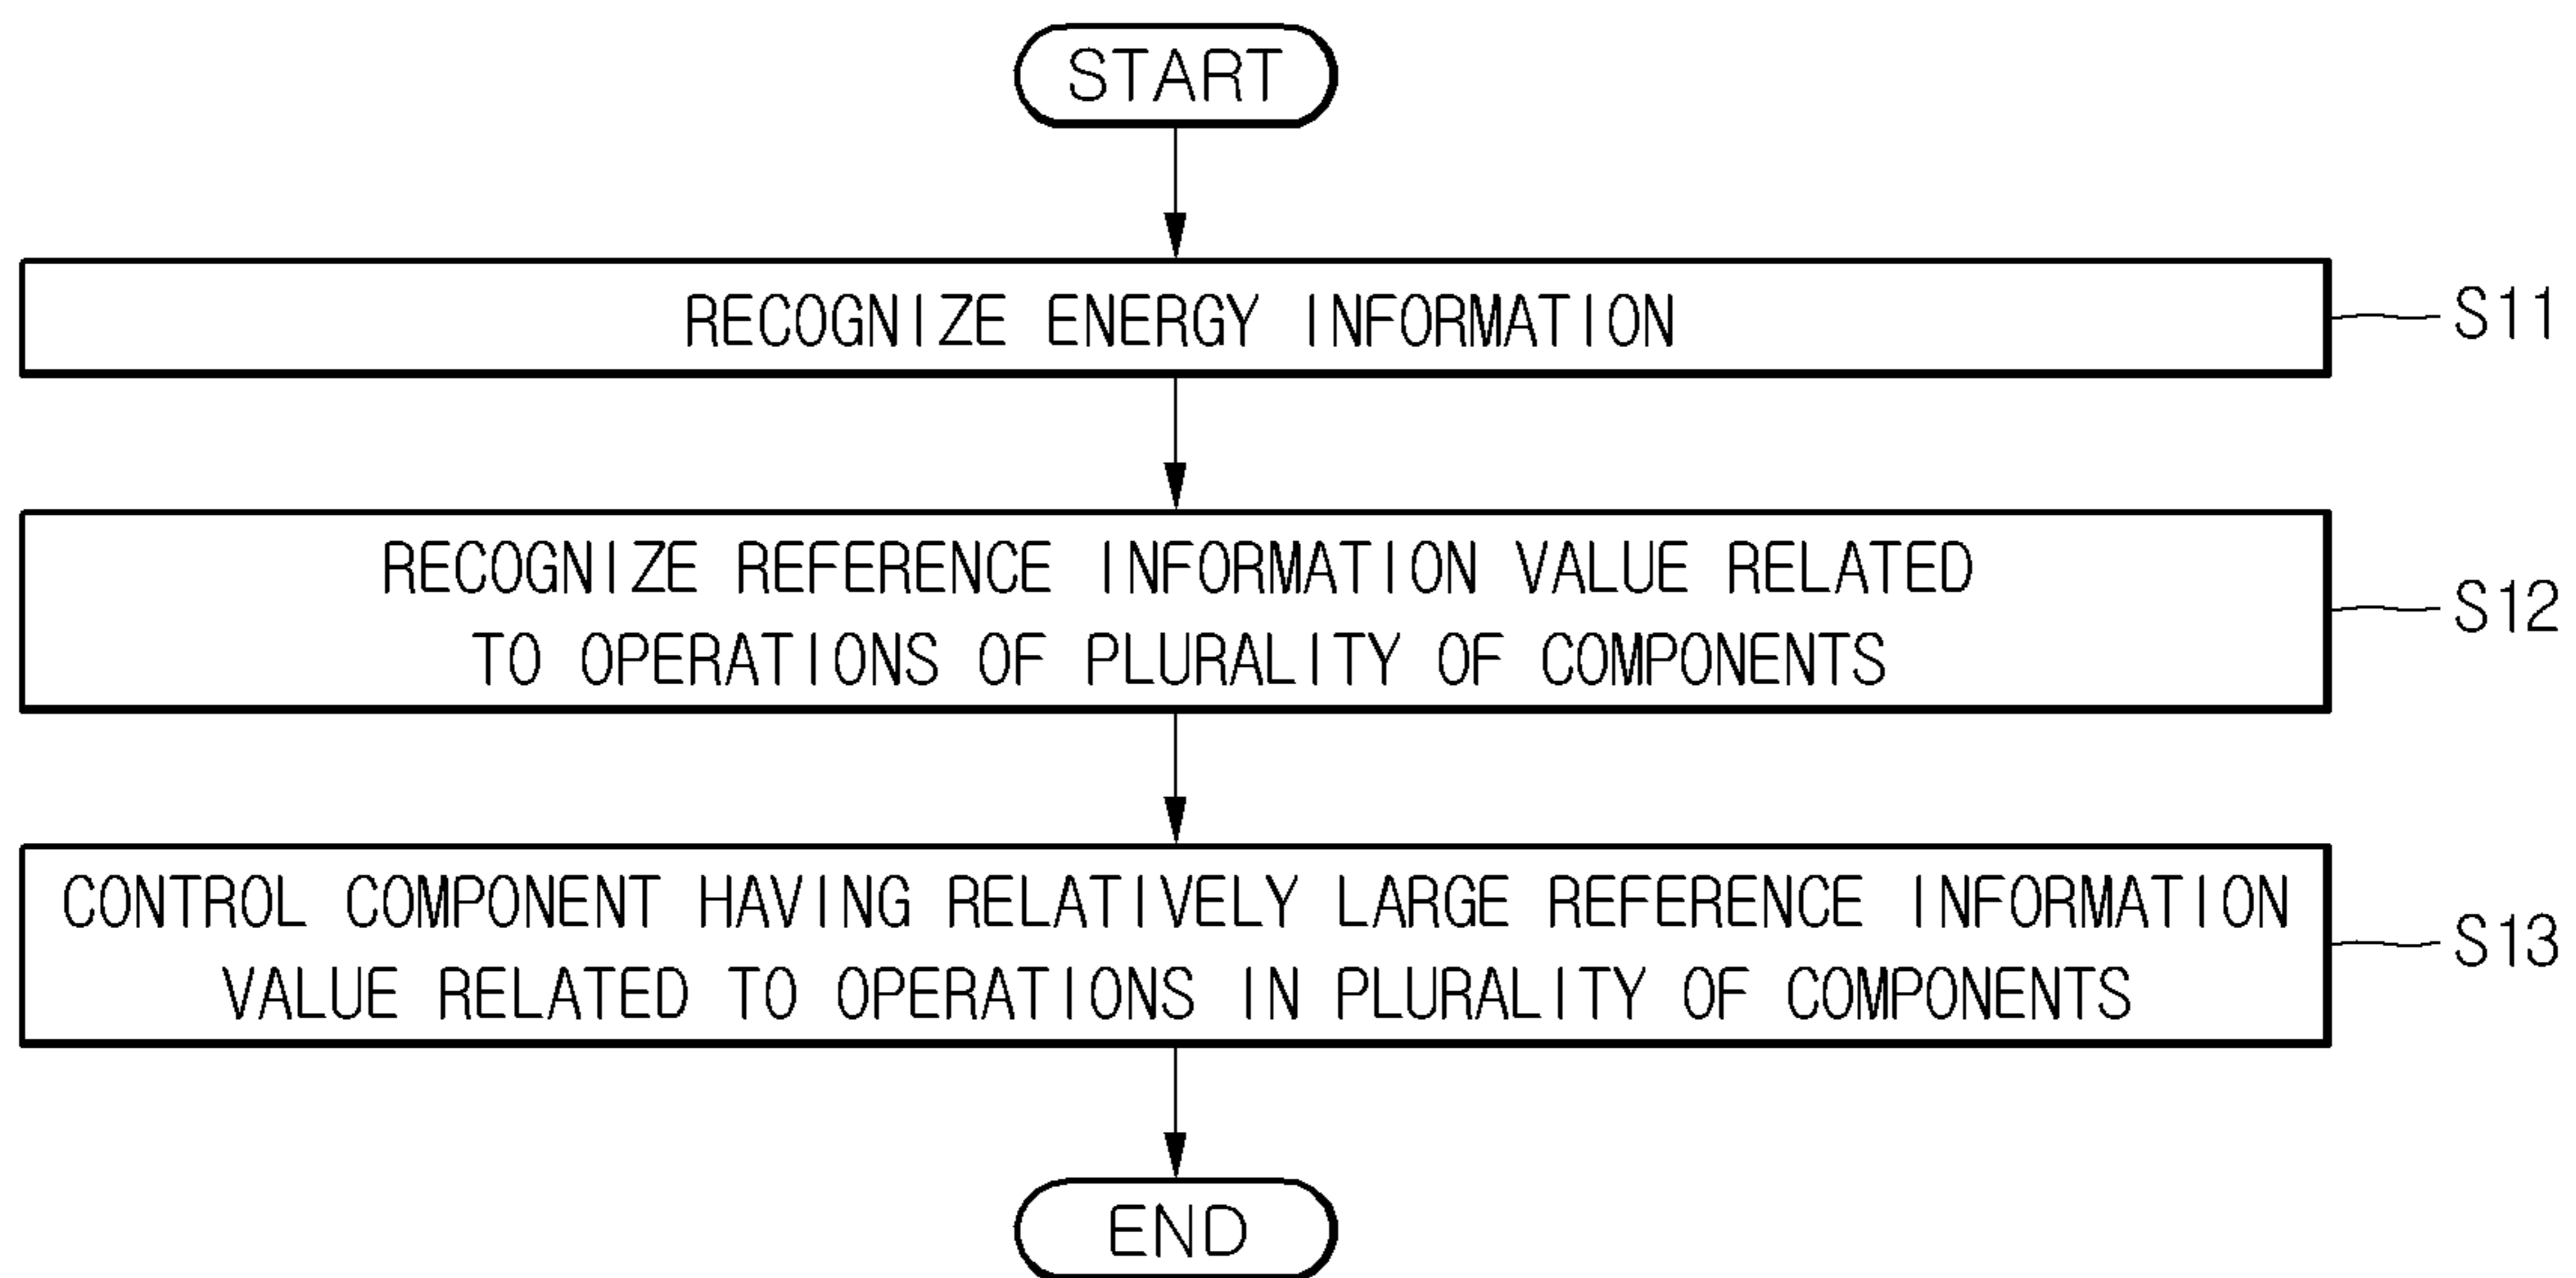 START
RECOGNIZE ENERGY INFORMATION
S11
RECOGNIZE REFERENCE INFORMATION VALUE RELATED
TO OPERATIONS OF PLURALITY OF COMPONENTS
S12
CONTROL COMPONENT HAVING RELATIVELY LARGE REFERENCE INFORMATION
VALUE RELATED TO OPERATIONS IN PLURALITY OF COMPONENTS
S13
END